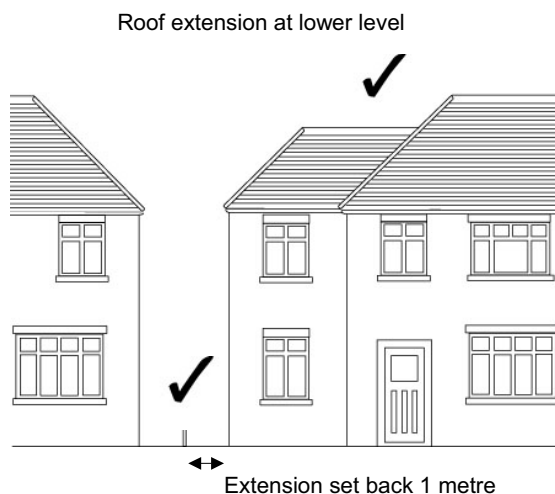 Roof extension at lower level
Extension set back 1 metre